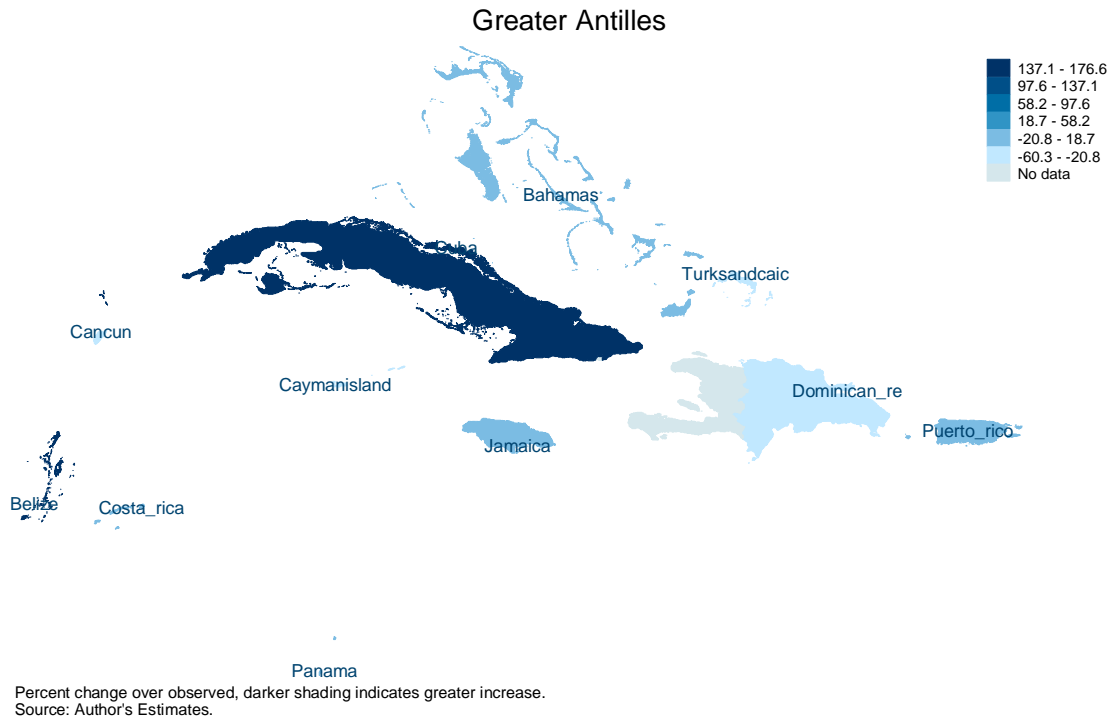 Greater Antilles
137.1 - 176.6
97.6 - 137.1
58.2 - 97.6
18.7 - 58.2
-20.8 - 18.7
-60.3 - -20.8
No data
Bahamas
Cuba
Turksandcaic
Cancun
Caymanisland
Dominican_re
Jamaica
Puerto_rico
Belize
Costa_rica
Panama
Percent change over observed, darker shading indicates greater increase.
Source: Author's Estimates.